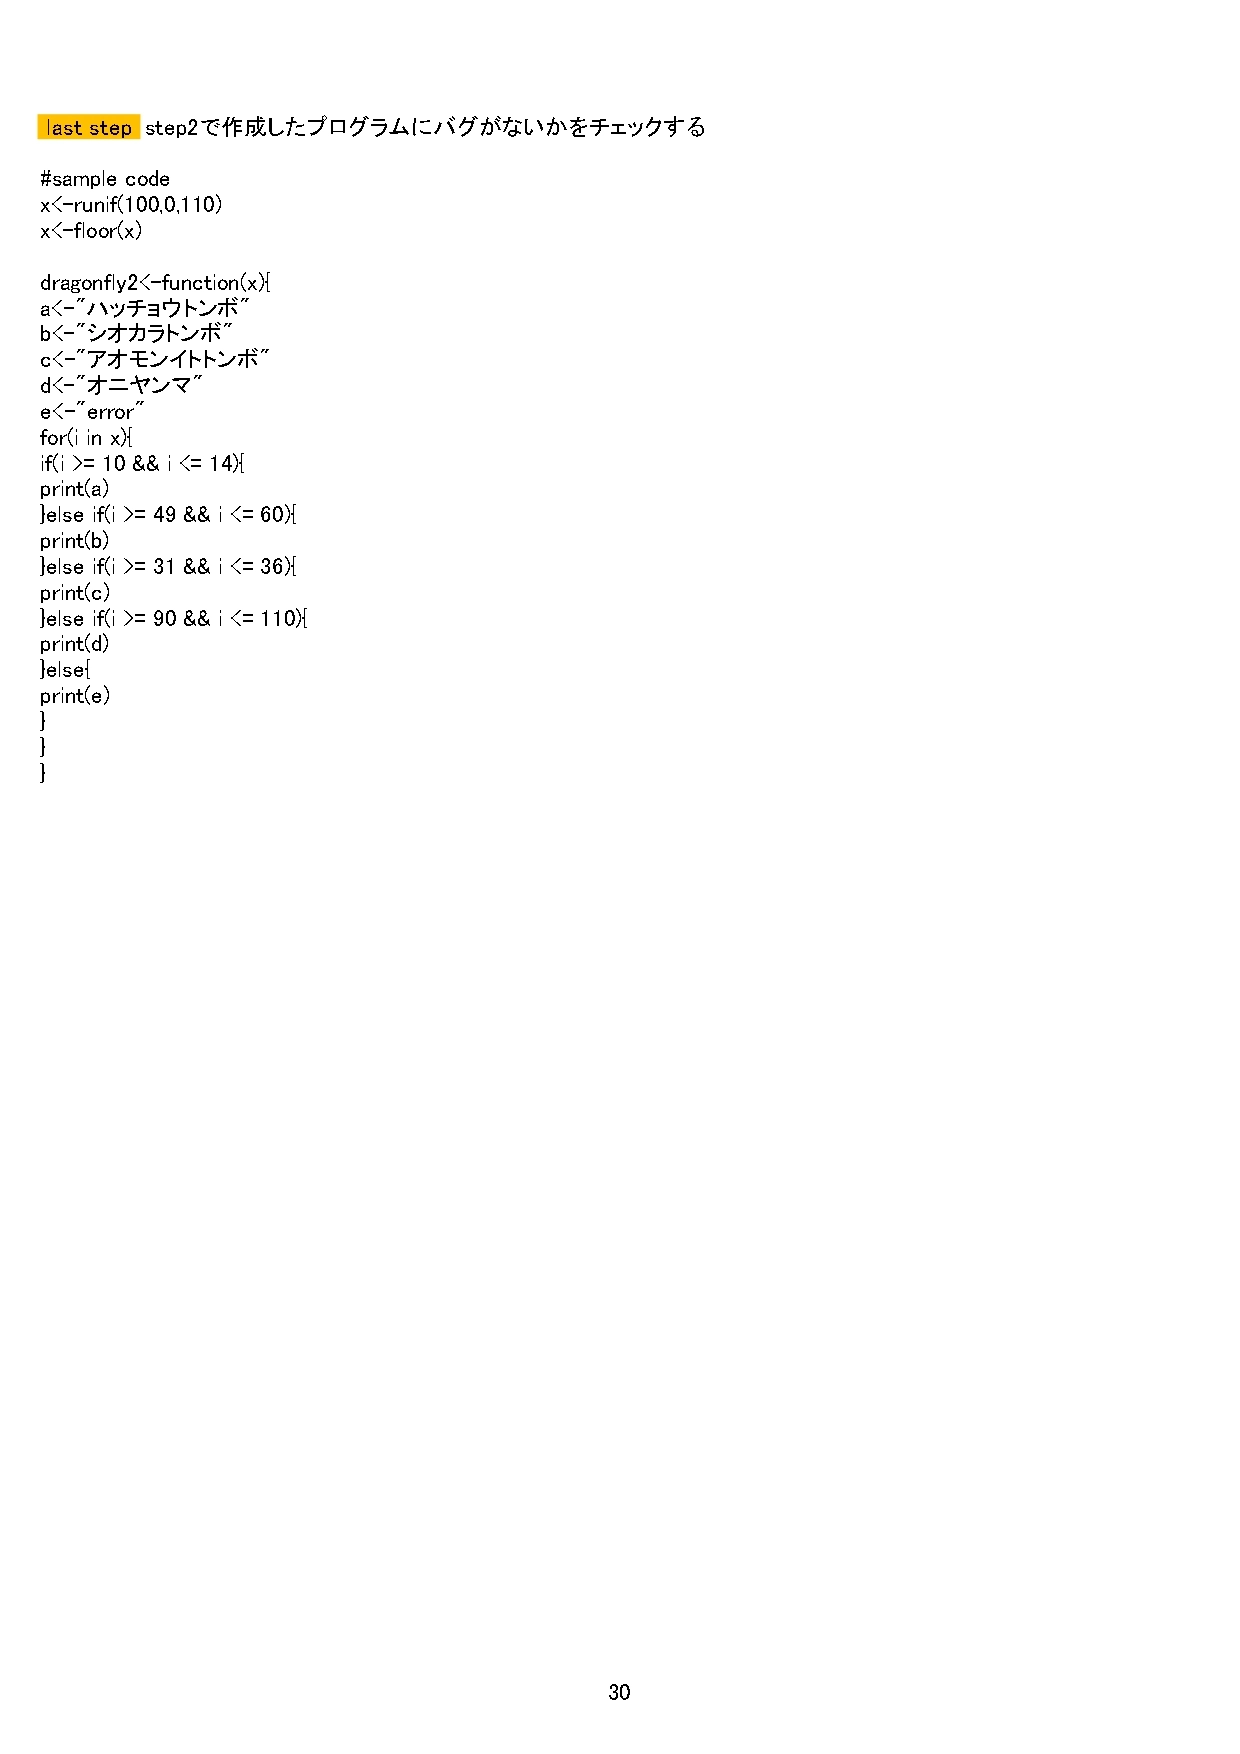 last step step2で作成したプログラムにバグがないかをチェックする
#sample code
x<-runif(100,0,110)
x<-floor(x)
dragonfly2<-function(x){
a<-"ハッチョウトンボ"
b<-"シオカラトンボ"
c<-"アオモンイトトンボ"
d<-"オニヤンマ"
e<-"error"
for(i in x){
if(i >= 10 && i <= 14){
print(a)
}else if(i >= 49 && i <= 60){
print(b)
}else if(i >= 31 && i <= 36){
print(c)
}else if(i >= 90 && i <= 110){
print(d)
}else{
print(e)
}
}
}
30